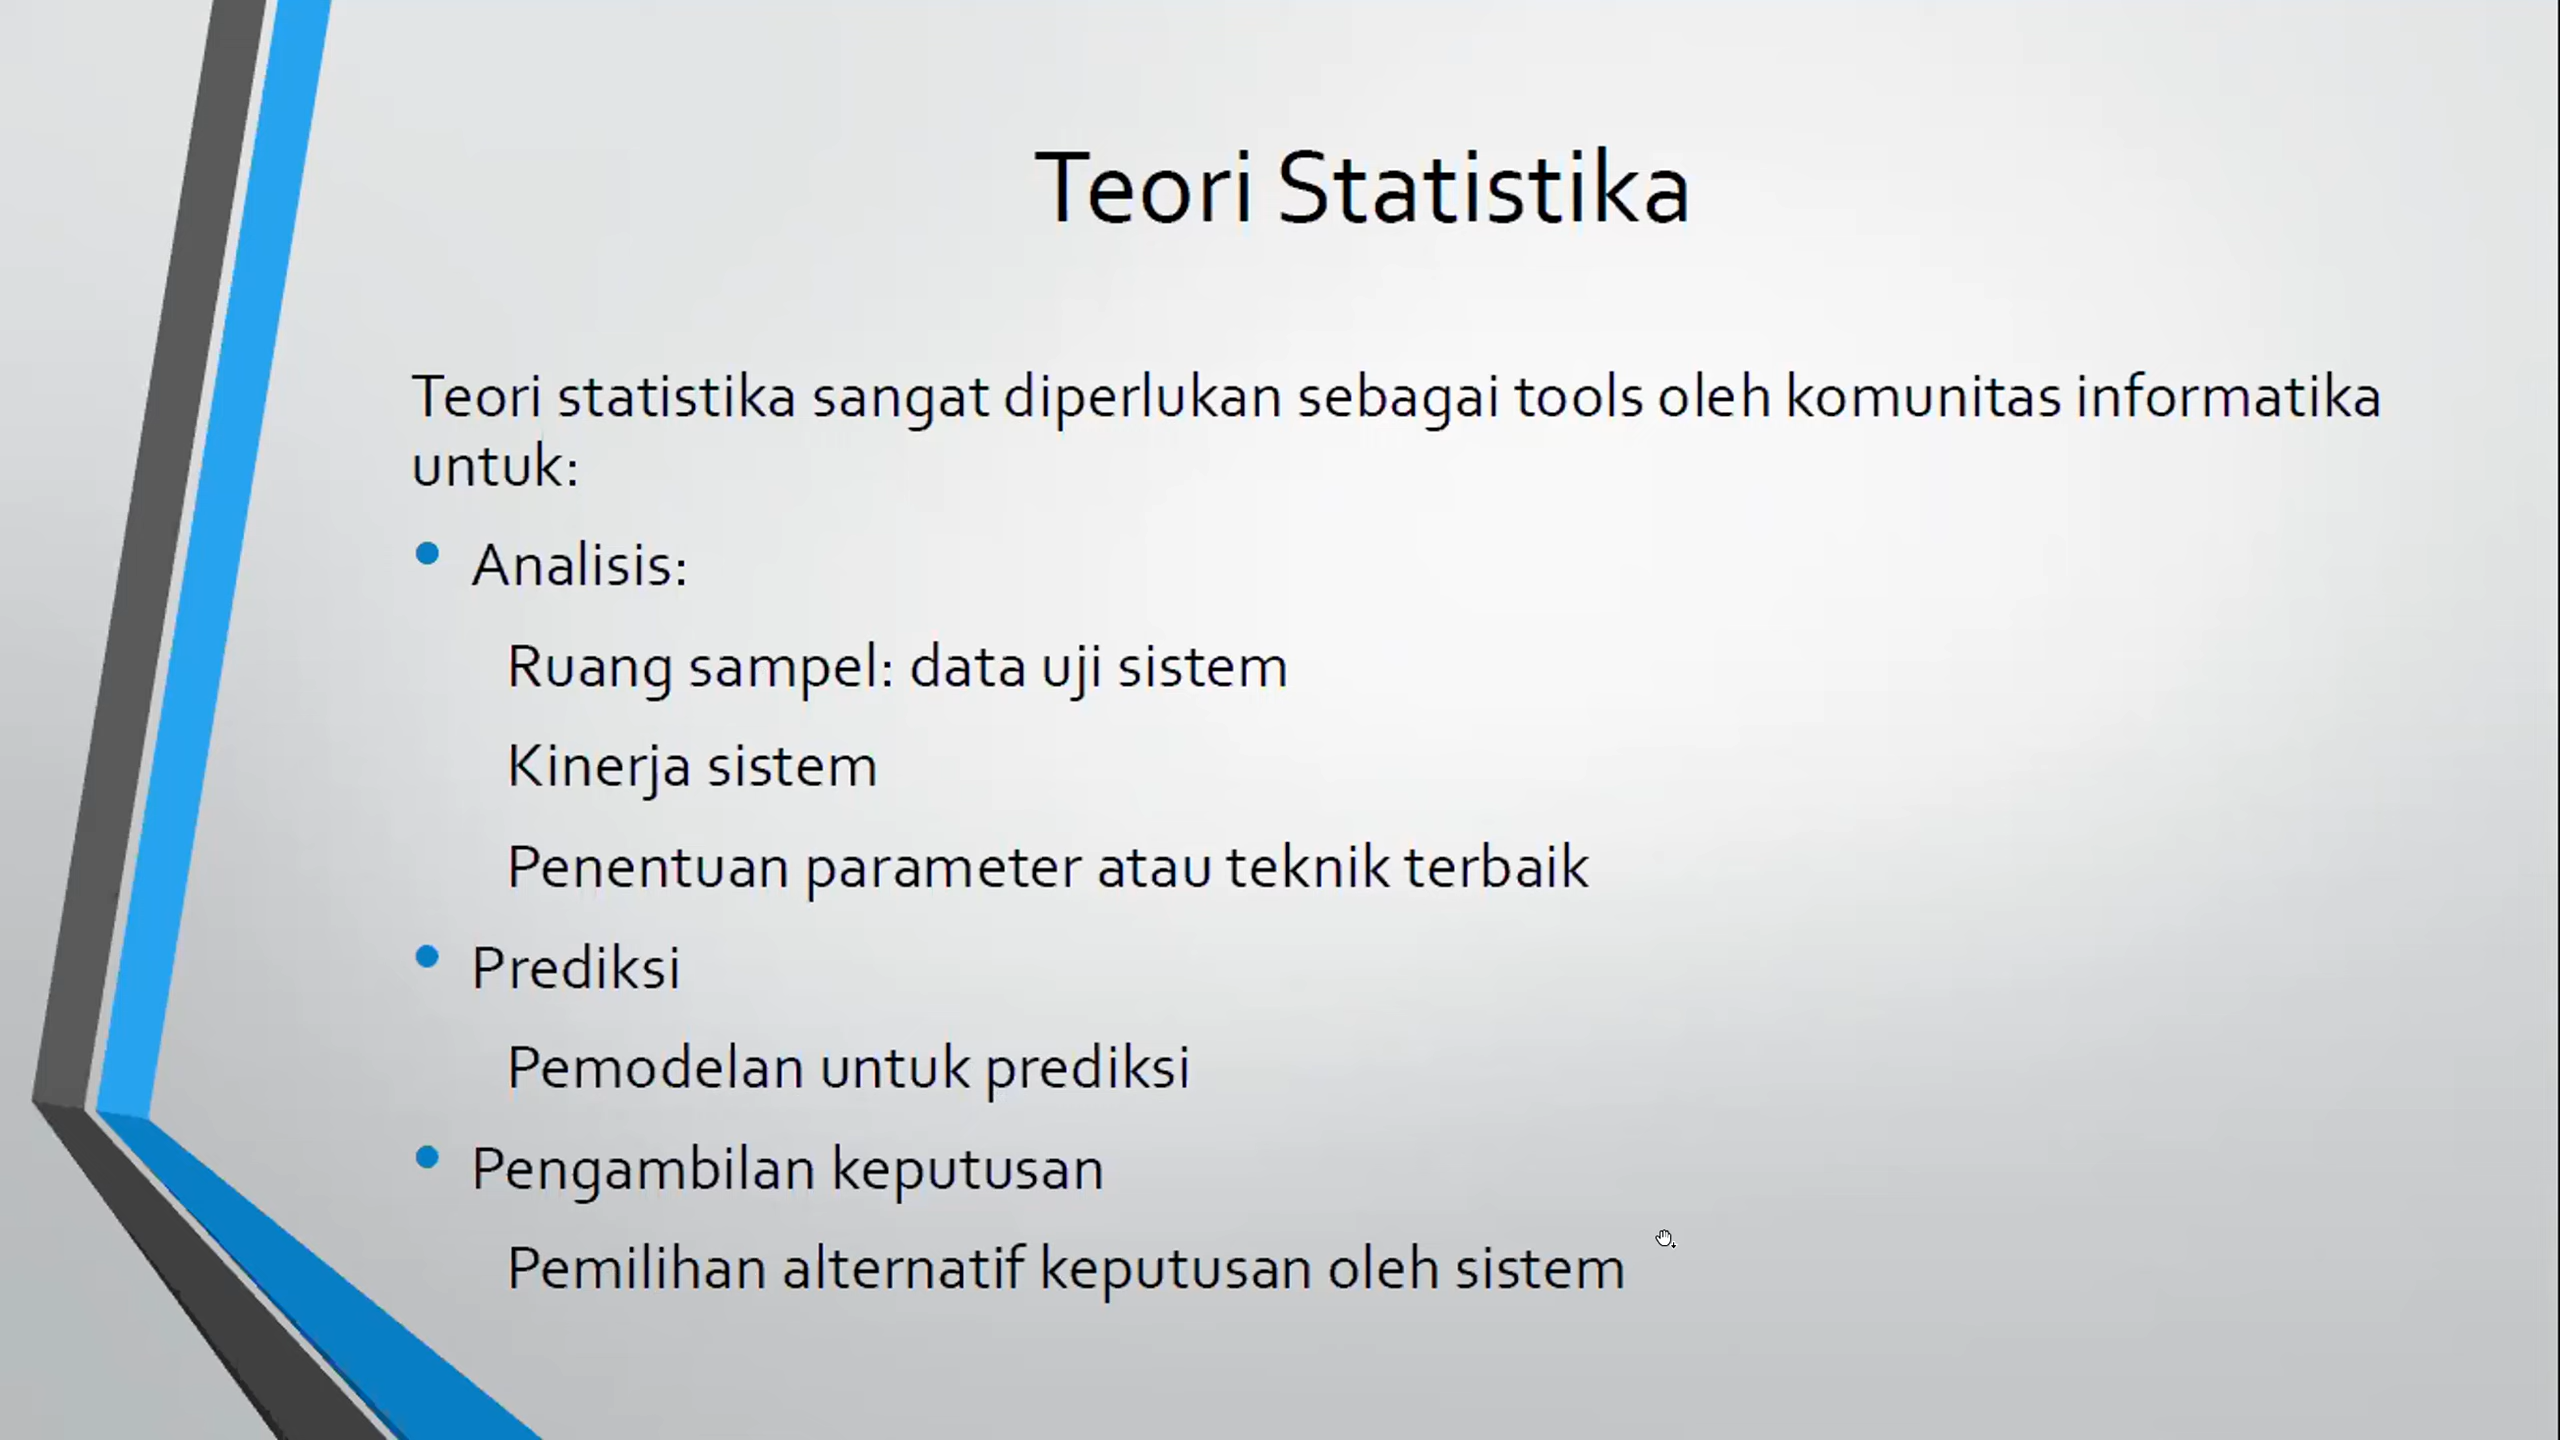 Teori Statistika
Teori statistika sangat diperlukan sebagai tools oleh komunitas informatika
untuk:
• Analisis:
Ruang sampel: data uji sistem
Kinerja sistem
Penentuan parameter atau teknik terbaik
• Prediksi
Pemodelan untuk prediksi
• Pengambilan keputusan
Pemilihan alternatif keputusan oleh sistem